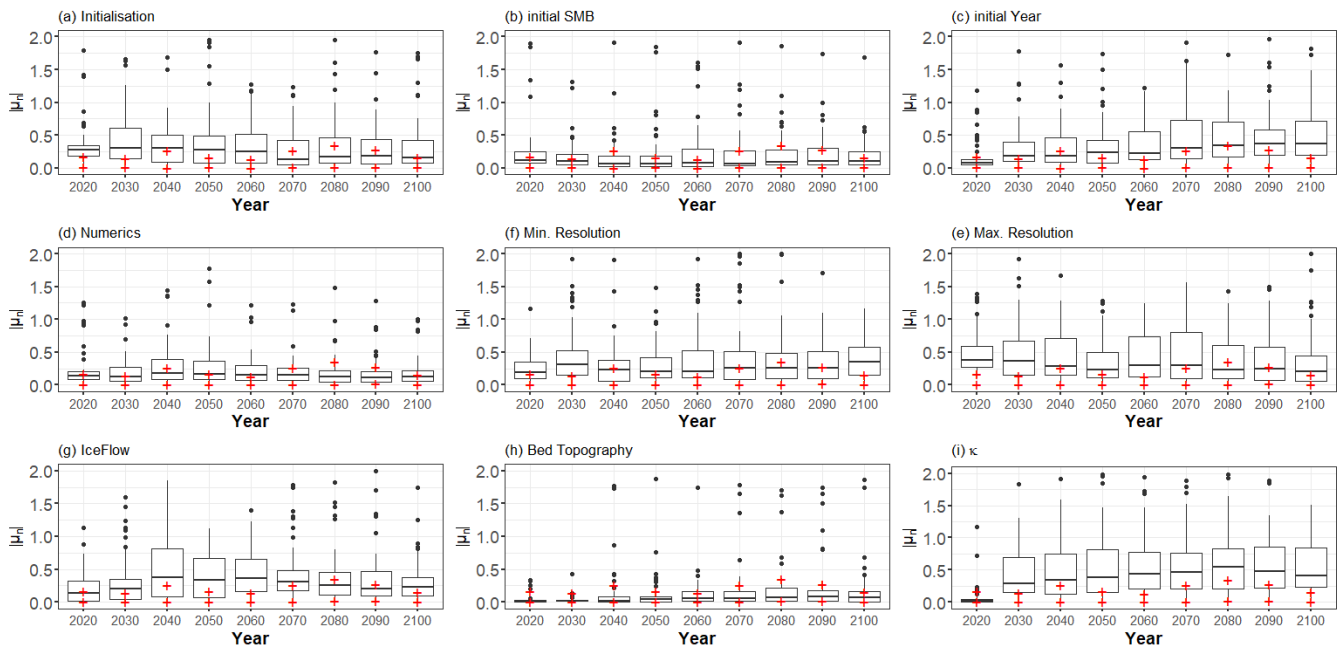 (a) Initialisation
(b) initial SMB
(c) initial Year
2.0
1.5
1.0
0.5
0.0
|μn|
2020 2030 2040 2050 2060 2070 2080 2090 2100
Year
2.0
1.5
1.0
0.5
0.0
|μn|
2020 2030 2040 2050 2060 2070 2080 2090 2100
Year
2.0
1.5
1.0
0.5
0.0
|μn|
2020 2030 2040 2050 2060 2070 2080 2090 2100
Year
(d) Numerics
(f) Min. Resolution
(e) Max. Resolution
2.0
1.5
1.0
0.5
0.0
|μn|
2020 2030 2040 2050 2060 2070 2080 2090 2100
Year
2.0
1.5
1.0
0.5
0.0
|μn|
2020 2030 2040 2050 2060 2070 2080 2090 2100
Year
2.0
1.5
1.0
0.5
0.0
|μn|
2020 2030 2040 2050 2060 2070 2080 2090 2100
Year
(g) IceFlow
(h) Bed Topography
(i) κ
2.0
1.5
1.0
0.5
0.0
|μn|
2020 2030 2040 2050 2060 2070 2080 2090 2100
Year
2.0
1.5
1.0
0.5
0.0
|μn|
2020 2030 2040 2050 2060 2070 2080 2090 2100
Year
2.0
1.5
1.0
0.5
0.0
|μn|
2020 2030 2040 2050 2060 2070 2080 2090 2100
Year